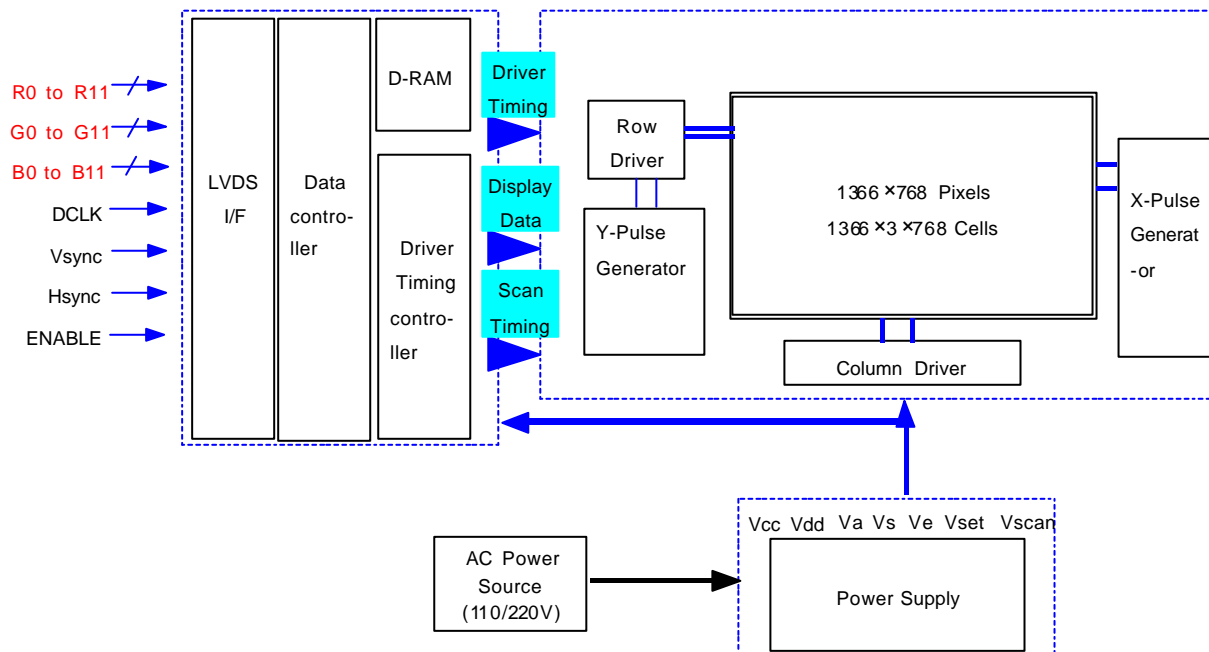 R0 to R11
G0 to G11
B0 to B11
DCLK
Vsync
Hsync
ENABLE
LVDS
I/F
Data
contro-
ller
D-RAM
Driver
Timing
contro-
ller
Driver
Timing
Display
Data
Scan
Timing
Row
Driver
Y-Pulse
Generator
1366 ×768 Pixels
1366 ×3 ×768 Cells
X-Pulse
Generat
-or
Column Driver
Vcc Vdd Va Vs Ve Vset Vscan
AC Power
Source
(110/220V)
Power Supply